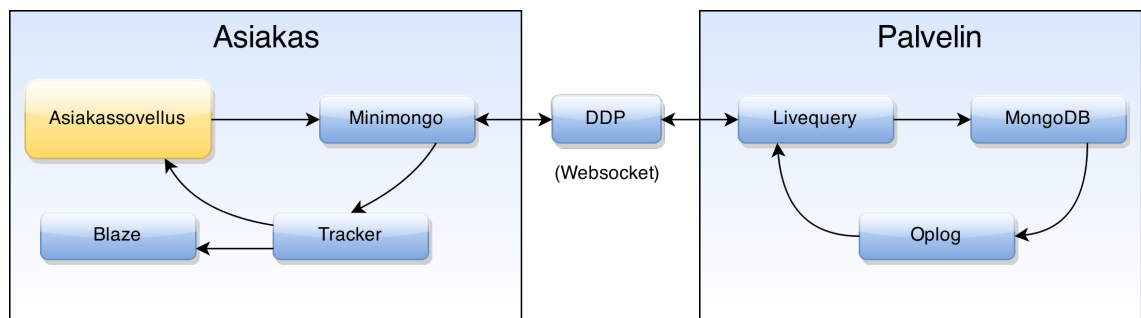 Asiakas
Palvelin
Asiakassovellus
Minimongo
DDP
Livequery
MongoDB
(Websocket)
Blaze
Tracker
Oplog